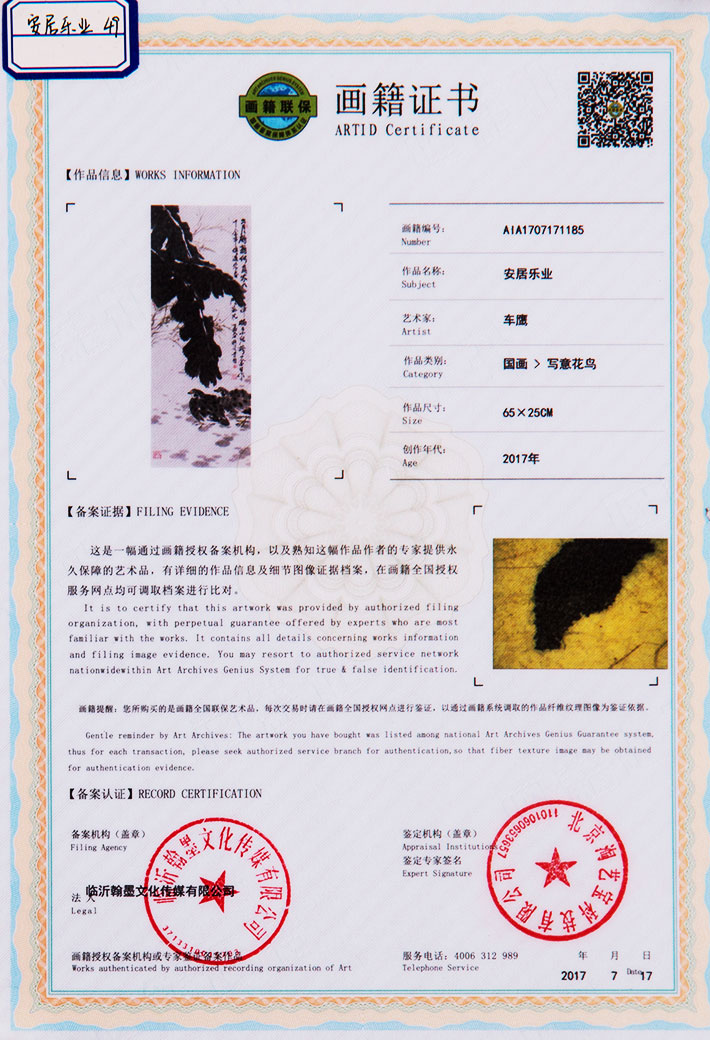 安居乐业 49
画籍联保
画籍证书
ARTID Certificate
【作品信息】WORKS INFORMATION
画籍编号:
Number
AIA1707171185
作品名称:
Subject
安居乐业
艺术家:
Artist
车鹰
作品类别:
Category
国画 > 写意花鸟
作品尺寸:
Size
65×25CM
创作年代:
Age
2017年
【备案证据】FILING EVIDENCE
这是一幅通过画籍授权备案机构，以及熟知这幅作品作者的专家提供永
久保障的艺术品，有详细的作品信息及细节图像证据档案，在画籍全国授权
服务网点均可调取档案进行比对。
It is to certify that this artwork was provided by authorized filing
organization, with perpetual guarantee offered by experts who are most
familiar with the works. It contains all details concerning works information
and filing image evidence. You may resort to authorized service network
nationwidewithin Art Archives Genius System for true & false identification.
画籍提醒：您所购买的是画籍全国联保艺术品，每次交易时请在画籍全国授权网点进行鉴证，以通过画籍系统调取的作品纤维纹理图像为鉴证依据。
Gentle reminder by Art Archives: The artwork you have bought was listed among national Art Archives Genius Guarantee system,
thus for each transaction, please seek authorized service branch for authentication,so that fiber texture image may be obtained
for authentication evidence.
【备案认证】RECORD CERTIFICATION
备案机构（盖章）
Filing Agency
临沂翰墨文化传媒有限公司
法 人
Legal
临沂翰墨文化传媒有限公司
鉴定机构（盖章）
Appraisal Institutions
鉴定专家签名
Expert Signature
北京淘艺宝科技有限公司
1101060653657
画籍授权备案机构或专家鉴证备案作品
Works authenticated by authorized recording organization of Art
服务电话: 4006 312 989
Telephone Service
年 月 日
Date
2017 7 17